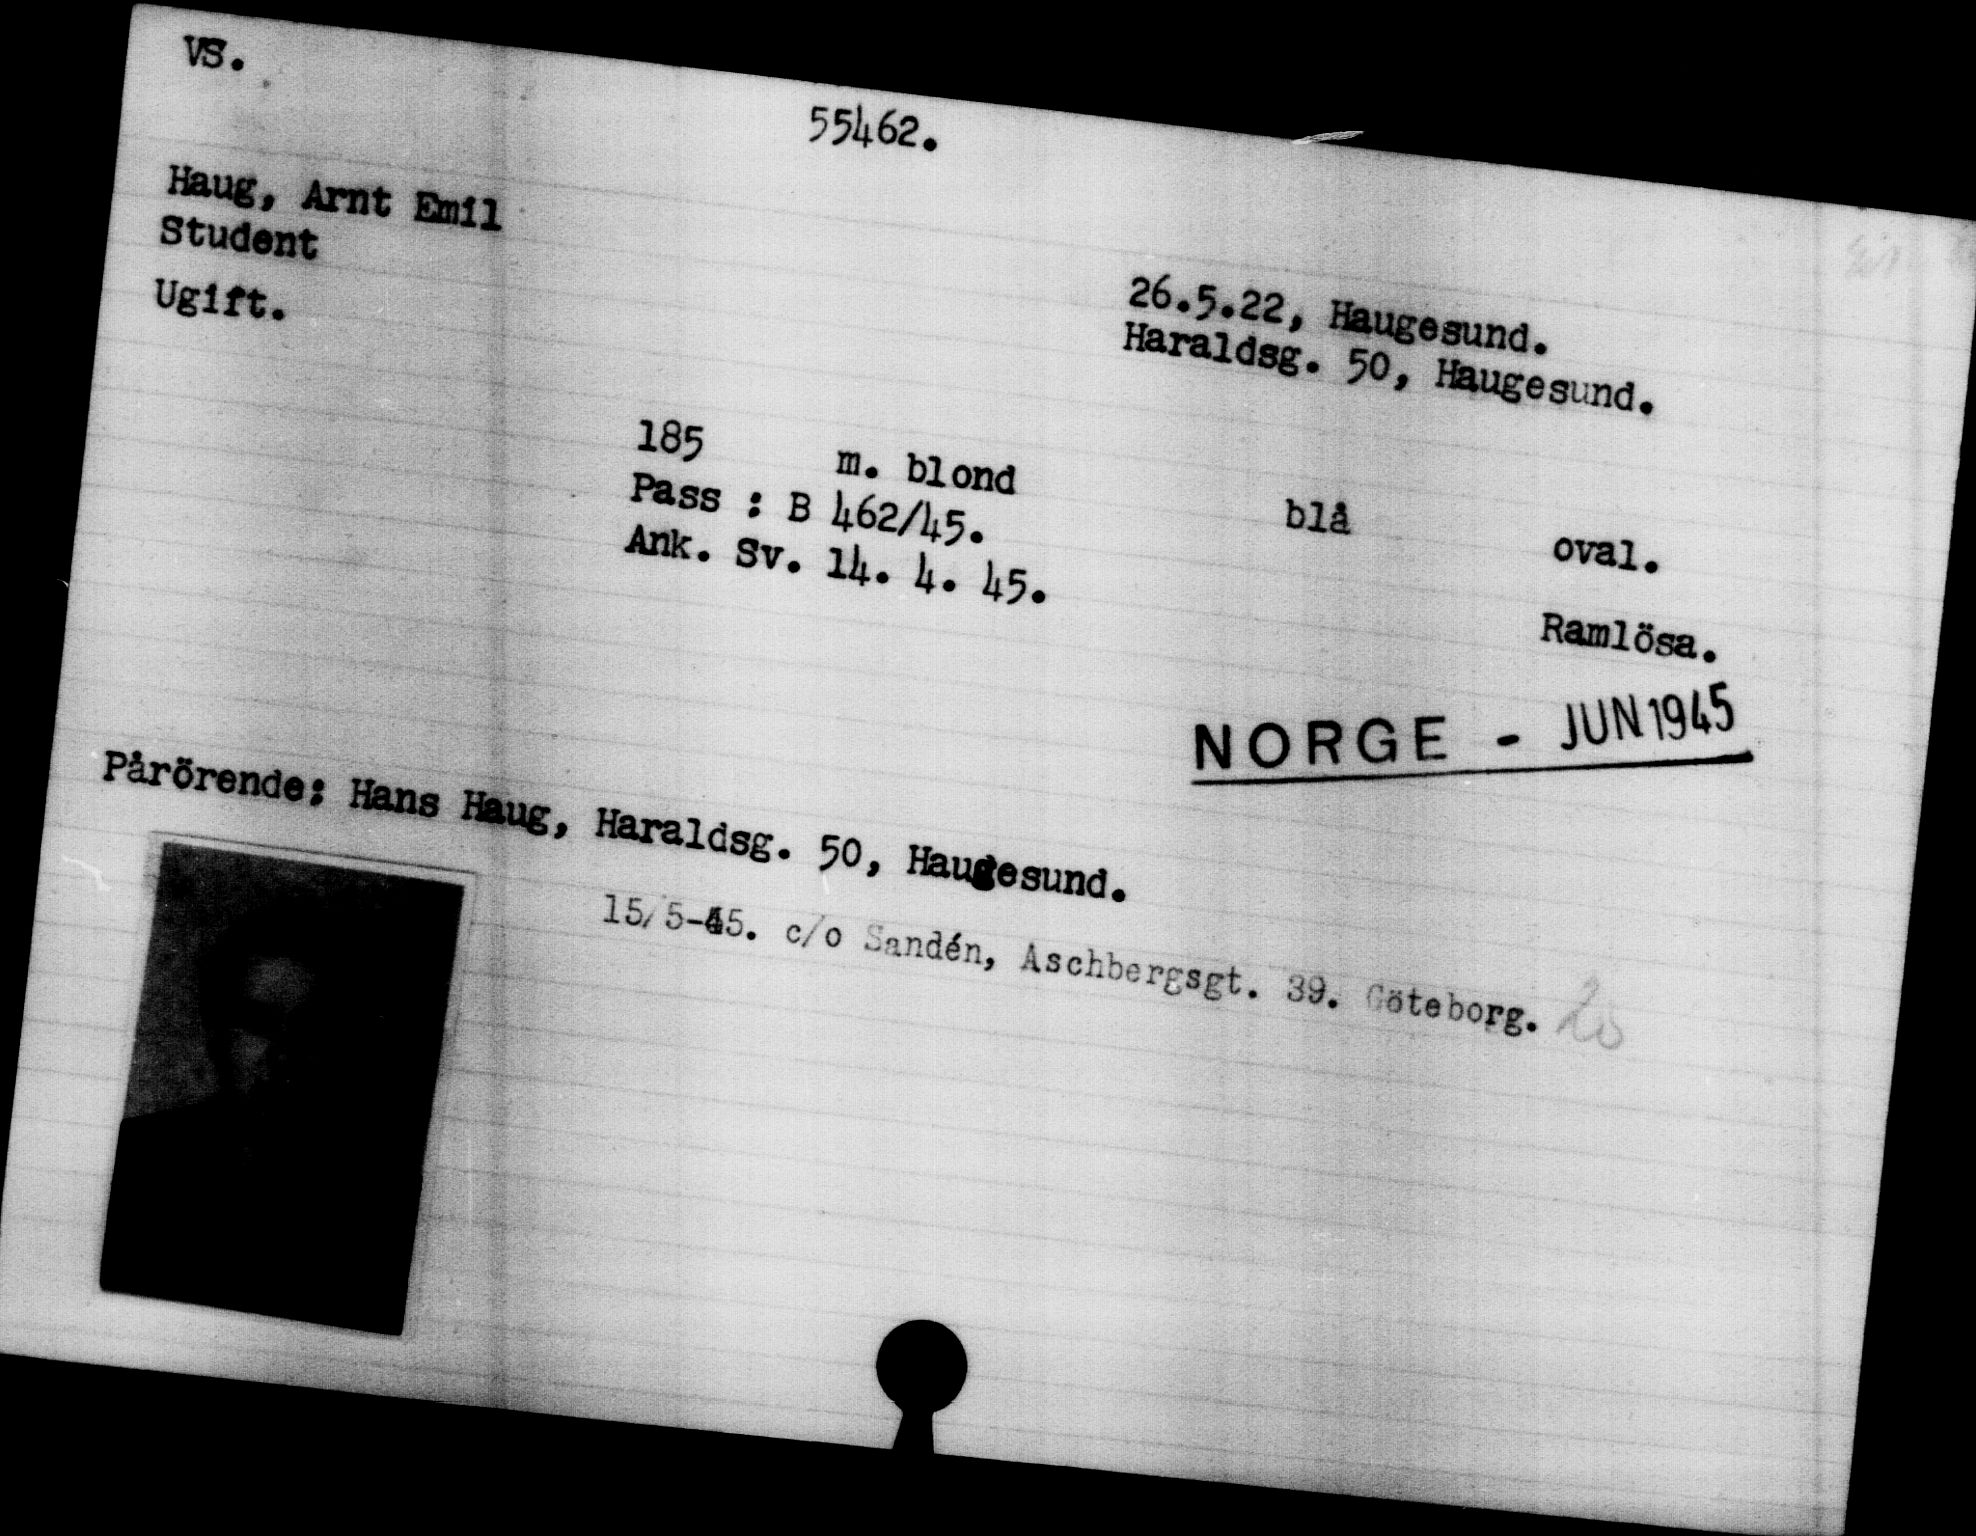 VS.
55462.
Haug, Arnt Emil
Student
Ugift.
26.5.22, Haugesund.
Haraldsg. 50, Haugesund.
185 m. blond blå oval.
Pass : B 462/45.
Ank. Sv. 14. 4. 45. Ramlösa.
NORGE - JUN 1945
Pårörende: Hans Haug, Haraldsg. 50, Haugesund.
15/5-45. c/o Sandén, Aschbergsgt. 39. Göteborg.